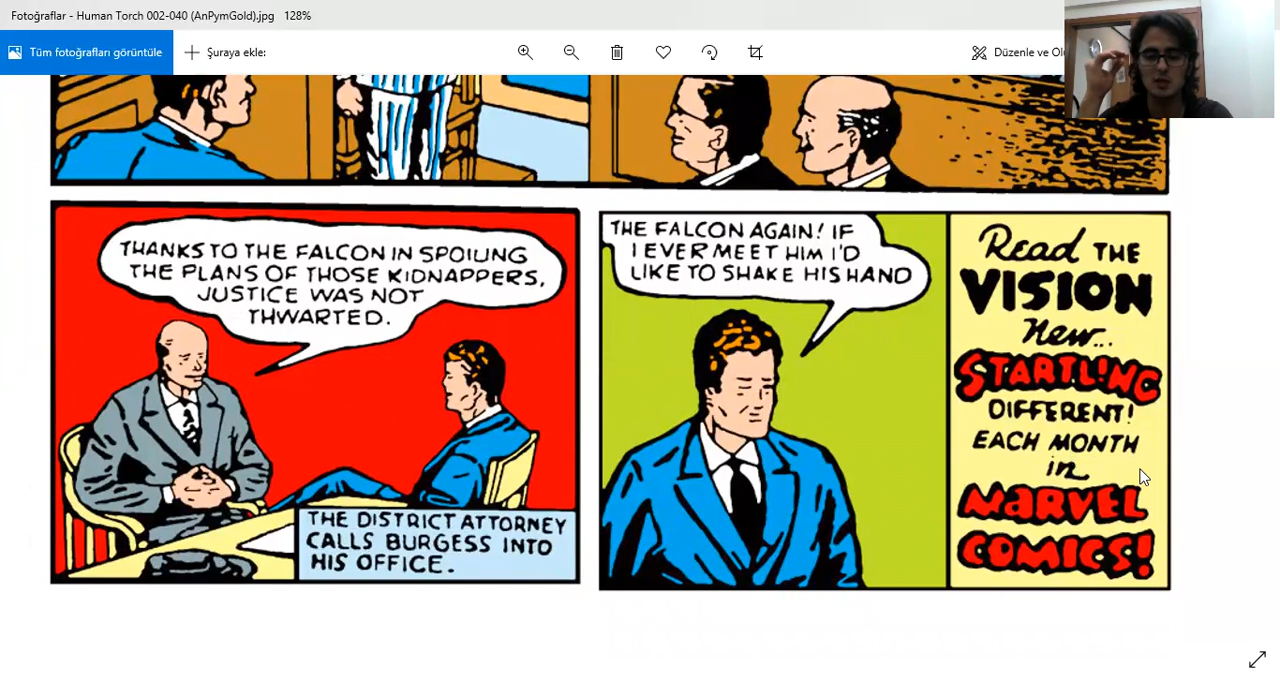 Fotoğraflar - Human Torch 002-040 (AnPymGold).jpg 128%
Tüm fotoğrafları görüntüle
Şuraya ekle:
Düzenle ve
THANKS TO THE FALCON IN SPOILING
THE PLANS OF THOSE KIDNAPPERS,
JUSTICE WAS NOT
THWARTED.
THE DISTRICT ATTORNEY
CALLS BURGESS INTO
HIS OFFICE.
THE FALCON AGAIN! IF
I EVER MEET HIM I'D
LIKE TO SHAKE HIS HAND
Read THE
VISION
New...
STARTLING
DIFFERENT!
EACH MONTH
in
MARVEL
COMICS!